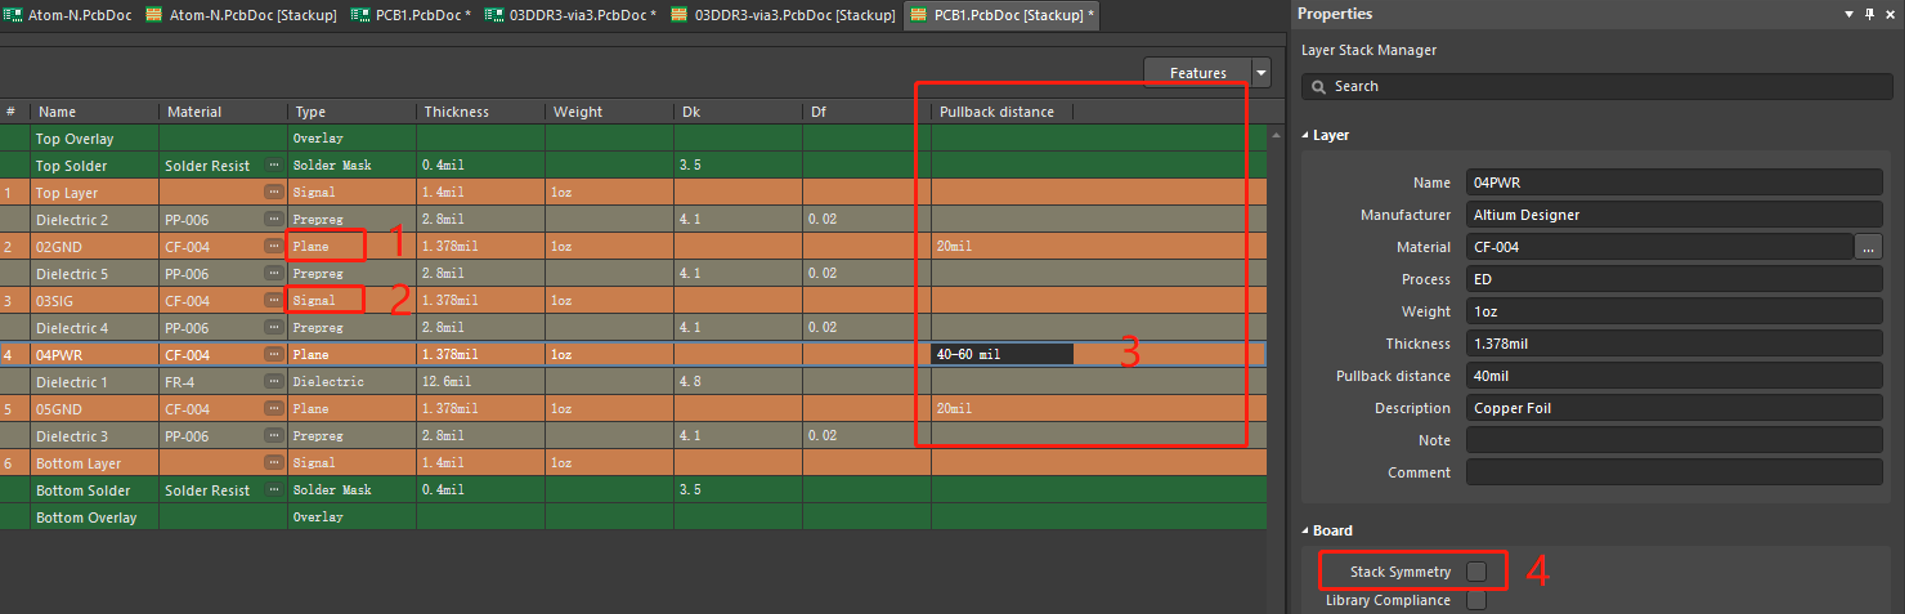 Atom-N.PcbDoc Atom-N.PcbDoc [Stackup] PCB1.PcbDoc * 03DDR3-via3.PcbDoc * 03DDR3-via3.PcbDoc [Stackup] PCB1.PcbDoc [Stackup] *
Features
# Name Material Type Thickness Weight Dk Df Pullback distance
Top Overlay Overlay
Top Solder Solder Resist ... Solder Mask 0.4mil 3.5
1 Top Layer ... Signal 1.4mil 1oz
Dielectric 2 PP-006 ... Prepreg 2.8mil 4.1 0.02
2 02GND CF-004 ... Plane 1 1.378mil 1oz 20mil
Dielectric 5 PP-006 ... Prepreg 2.8mil 4.1 0.02
3 03SIG CF-004 ... Signal 2 1.378mil 1oz
Dielectric 4 PP-006 ... Prepreg 2.8mil 4.1 0.02
4 04PWR CF-004 ... Plane 1.378mil 1oz 40-60 mil 3
Dielectric 1 FR-4 ... Dielectric 12.6mil 4.8
5 05GND CF-004 ... Plane 1.378mil 1oz 20mil
Dielectric 3 PP-006 ... Prepreg 2.8mil 4.1 0.02
6 Bottom Layer ... Signal 1.4mil 1oz
Bottom Solder Solder Resist ... Solder Mask 0.4mil 3.5
Bottom Overlay Overlay
Properties
Layer Stack Manager
Search
Layer
Name 04PWR
Manufacturer Altium Designer
Material CF-004 ...
Process ED
Weight 1oz
Thickness 1.378mil
Pullback distance 40mil
Description Copper Foil
Note
Comment
Board
Stack Symmetry 4
Library Compliance